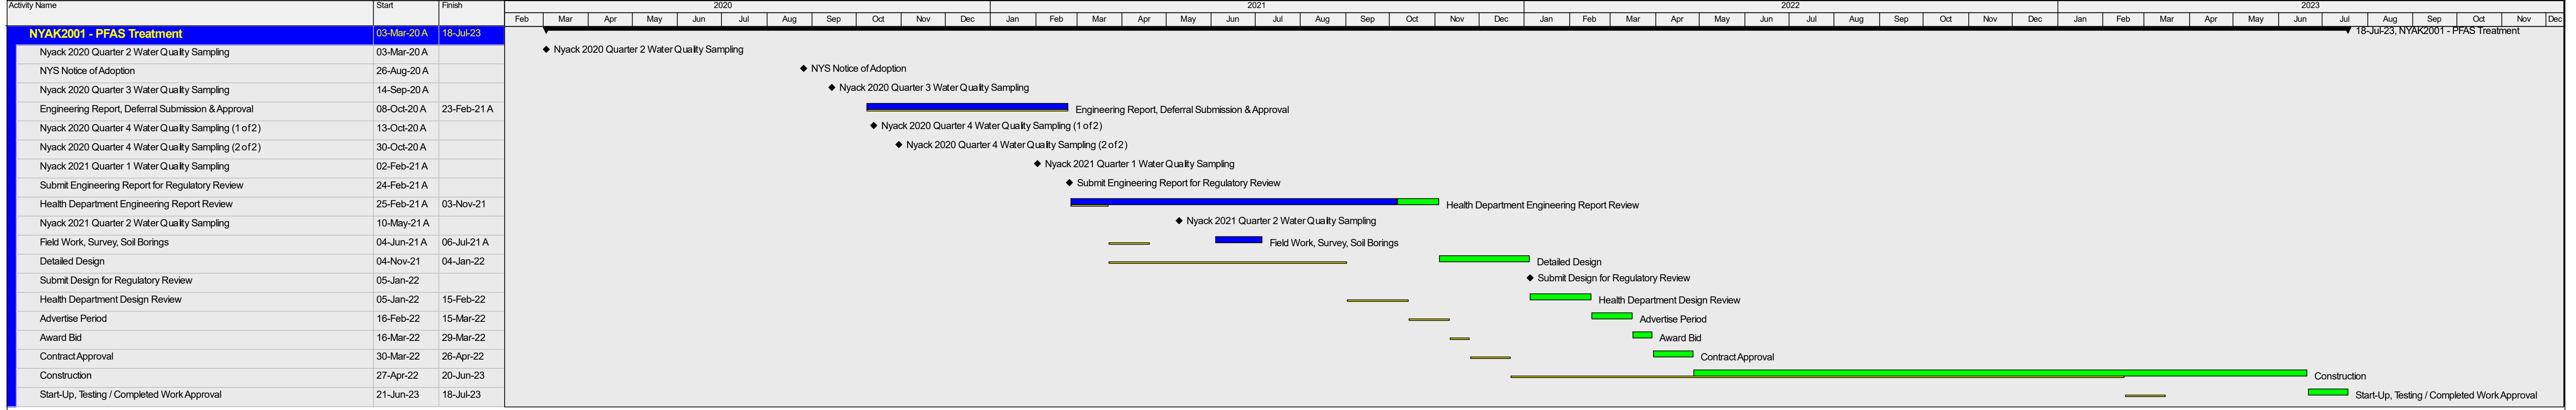 Activity Name Start Finish 2020 2021 2022 2023
Feb Mar Apr May Jun Jul Aug Sep Oct Nov Dec Jan Feb Mar Apr May Jun Jul Aug Sep Oct Nov Dec Jan Feb Mar Apr May Jun Jul Aug Sep Oct Nov Dec Jan Feb Mar Apr May Jun Jul Aug Sep Oct Nov Dec
NYAK2001 - PFAS Treatment 03-Mar-20 A 18-Jul-23 18-Jul-23, NYAK2001 - PFAS Treatment
Nyack 2020 Quarter 2 Water Quality Sampling 03-Mar-20 A Nyack 2020 Quarter 2 Water Quality Sampling
NYS Notice of Adoption 26-Aug-20 A NYS Notice of Adoption
Nyack 2020 Quarter 3 Water Quality Sampling 14-Sep-20 A Nyack 2020 Quarter 3 Water Quality Sampling
Engineering Report, Deferral Submission & Approval 08-Oct-20 A 23-Feb-21 A Engineering Report, Deferral Submission & Approval
Nyack 2020 Quarter 4 Water Quality Sampling (1 of 2) 13-Oct-20 A Nyack 2020 Quarter 4 Water Quality Sampling (1 of 2)
Nyack 2020 Quarter 4 Water Quality Sampling (2 of 2) 30-Oct-20 A Nyack 2020 Quarter 4 Water Quality Sampling (2 of 2)
Nyack 2021 Quarter 1 Water Quality Sampling 02-Feb-21 A Nyack 2021 Quarter 1 Water Quality Sampling
Submit Engineering Report for Regulatory Review 24-Feb-21 A Submit Engineering Report for Regulatory Review
Health Department Engineering Report Review 25-Feb-21 A 03-Nov-21 Health Department Engineering Report Review
Nyack 2021 Quarter 2 Water Quality Sampling 10-May-21 A Nyack 2021 Quarter 2 Water Quality Sampling
Field Work, Survey, Soil Borings 04-Jun-21 A 06-Jul-21 A Field Work, Survey, Soil Borings
Detailed Design 04-Nov-21 04-Jan-22 Detailed Design
Submit Design for Regulatory Review 05-Jan-22 Submit Design for Regulatory Review
Health Department Design Review 05-Jan-22 15-Feb-22 Health Department Design Review
Advertise Period 16-Feb-22 15-Mar-22 Advertise Period
Award Bid 16-Mar-22 29-Mar-22 Award Bid
Contract Approval 30-Mar-22 26-Apr-22 Contract Approval
Construction 27-Apr-22 20-Jun-23 Construction
Start-Up, Testing / Completed Work Approval 21-Jun-23 18-Jul-23 Start-Up, Testing / Completed Work Approval